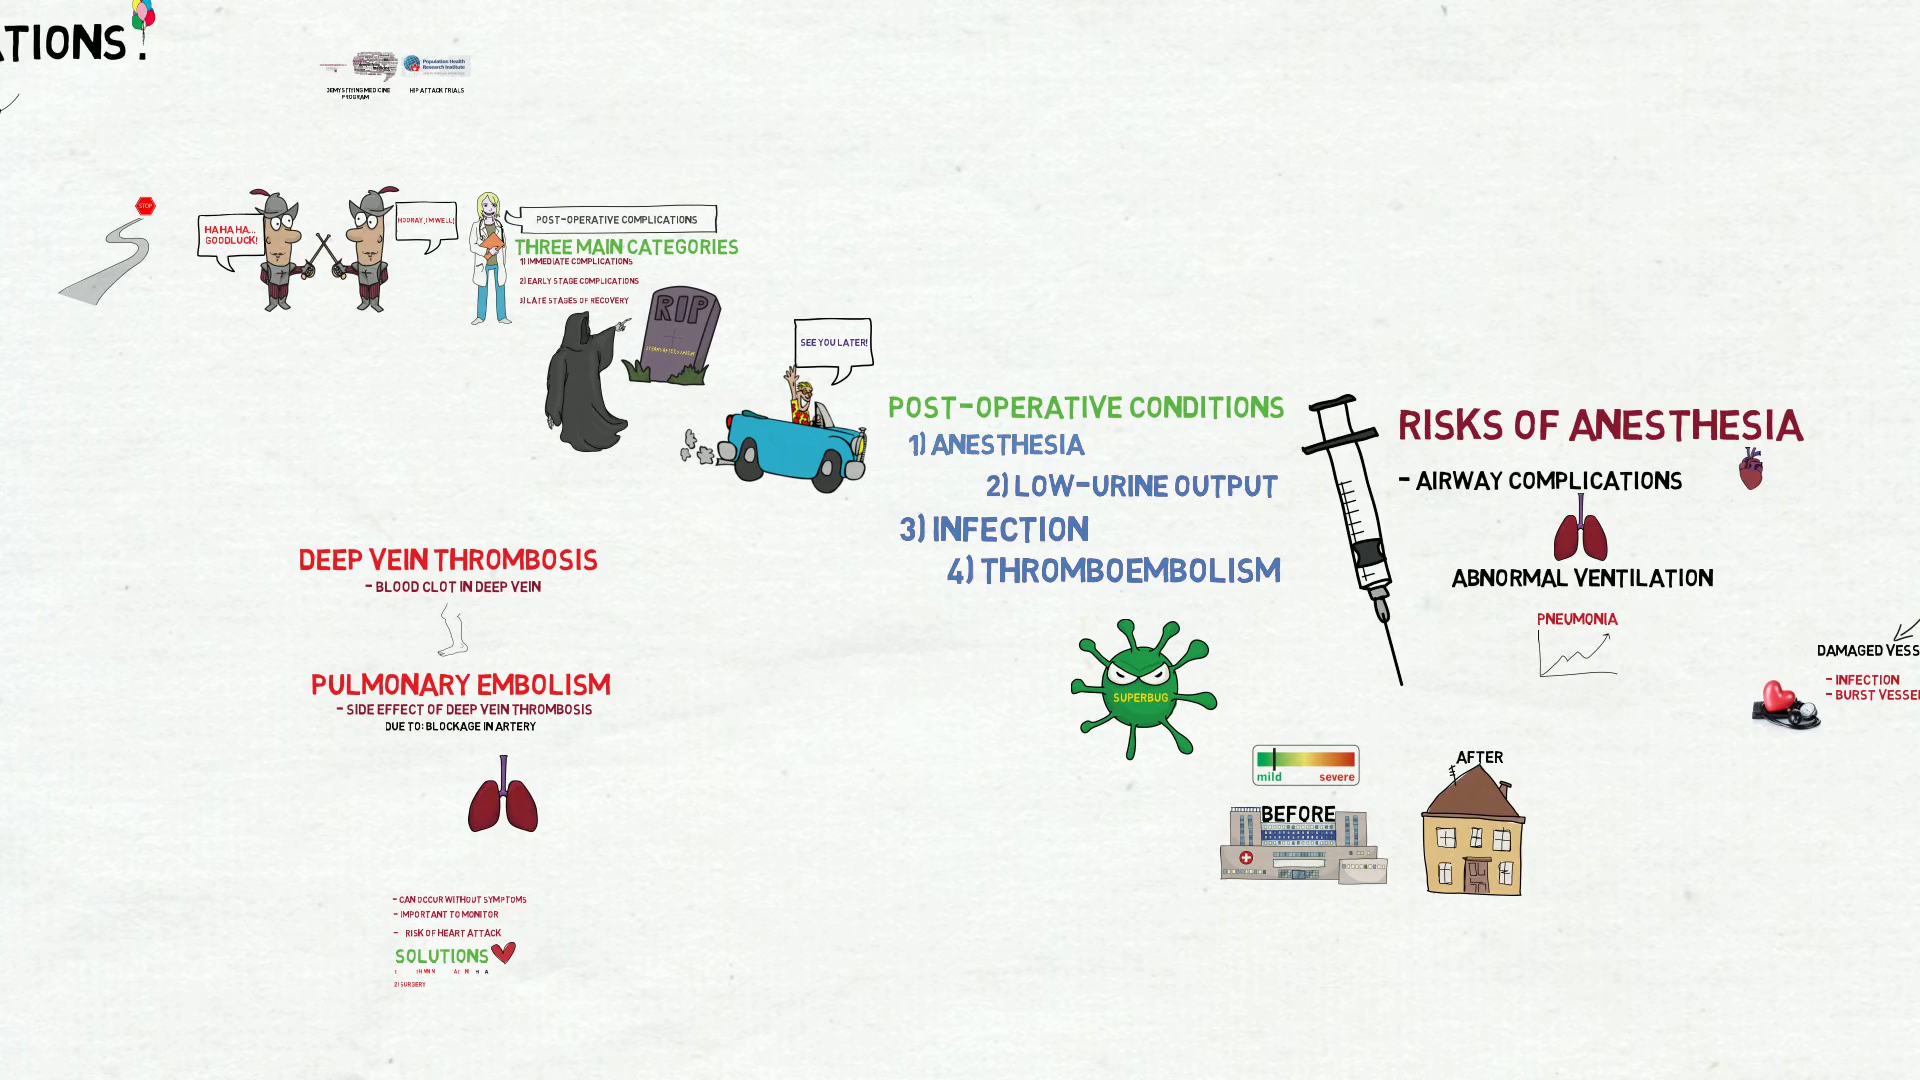 ATIONS!
Population Health
Research Institute
DEMYSTIFYING MEDICINE
PROGRAM
HIP ATTACK TRIALS
STOP
HA HA HA...
GOODLUCK!
HOORAY, I'M WELL!
POST-OPERATIVE COMPLICATIONS
THREE MAIN CATEGORIES
1) IMMEDIATE COMPLICATIONS
2) EARLY STAGE COMPLICATIONS
3) LATE STAGES OF RECOVERY
RIP
SEE YOU LATER!
POST-OPERATIVE CONDITIONS
1) ANESTHESIA
2) LOW-URINE OUTPUT
3) INFECTION
4) THROMBOEMBOLISM
RISKS OF ANESTHESIA
- AIRWAY COMPLICATIONS
ABNORMAL VENTILATION
PNEUMONIA
DAMAGED VESS
- INFECTION
- BURST VESSE
DEEP VEIN THROMBOSIS
- BLOOD CLOT IN DEEP VEIN
PULMONARY EMBOLISM
- SIDE EFFECT OF DEEP VEIN THROMBOSIS
DUE TO: BLOCKAGE IN ARTERY
SUPERBUG
mild severe
BEFORE
AFTER
- CAN OCCUR WITHOUT SYMPTOMS
- IMPORTANT TO MONITOR
- RISK OF HEART ATTACK
SOLUTIONS
2) SURGERY